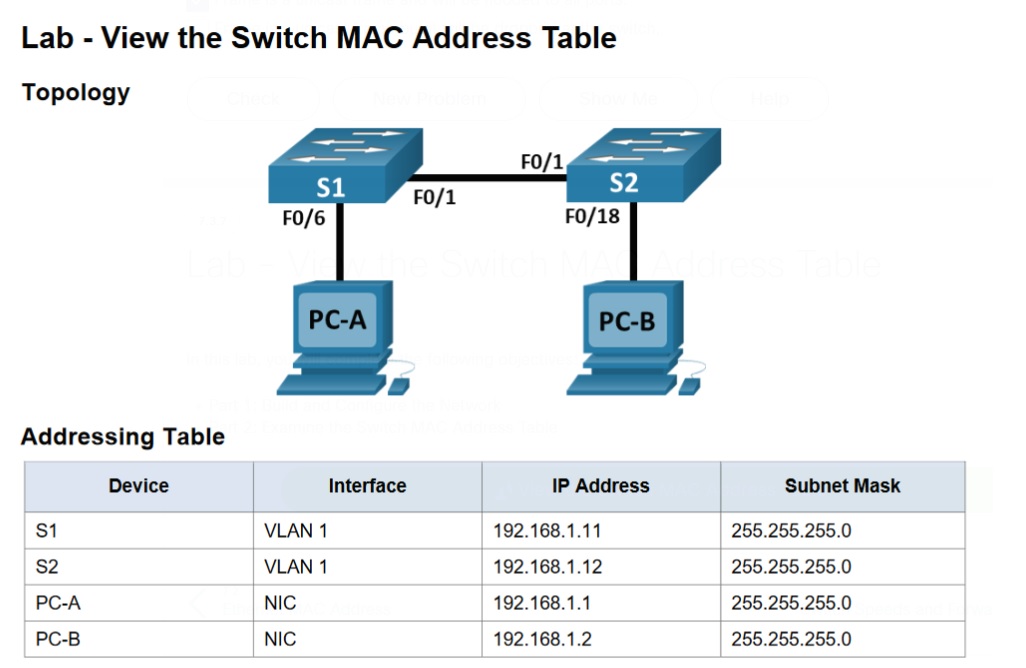 Lab - View the Switch MAC Address Table
Topology
F0/1
S1
S2
F0/1
F0/6
F0/18
PC-A
PC-B
Addressing Table
Device Interface IP Address Subnet Mask
S1 VLAN 1 192.168.1.11 255.255.255.0
S2 VLAN 1 192.168.1.12 255.255.255.0
PC-A NIC 192.168.1.1 255.255.255.0
PC-B NIC 192.168.1.2 255.255.255.0